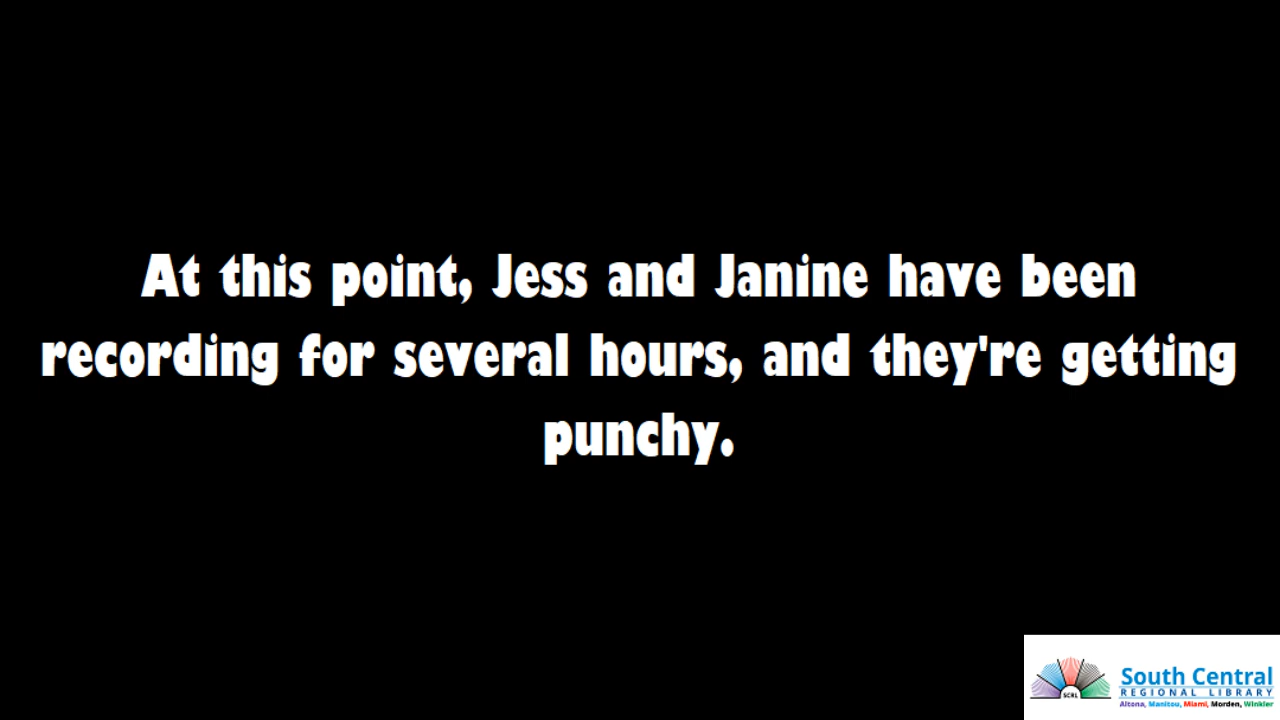 At this point, Jess and Janine have been
recording for several hours, and they're getting
punchy.
SCRL
South Central
REGIONAL LIBRARY
Altona, Manitou, Miami, Morden, Winkler